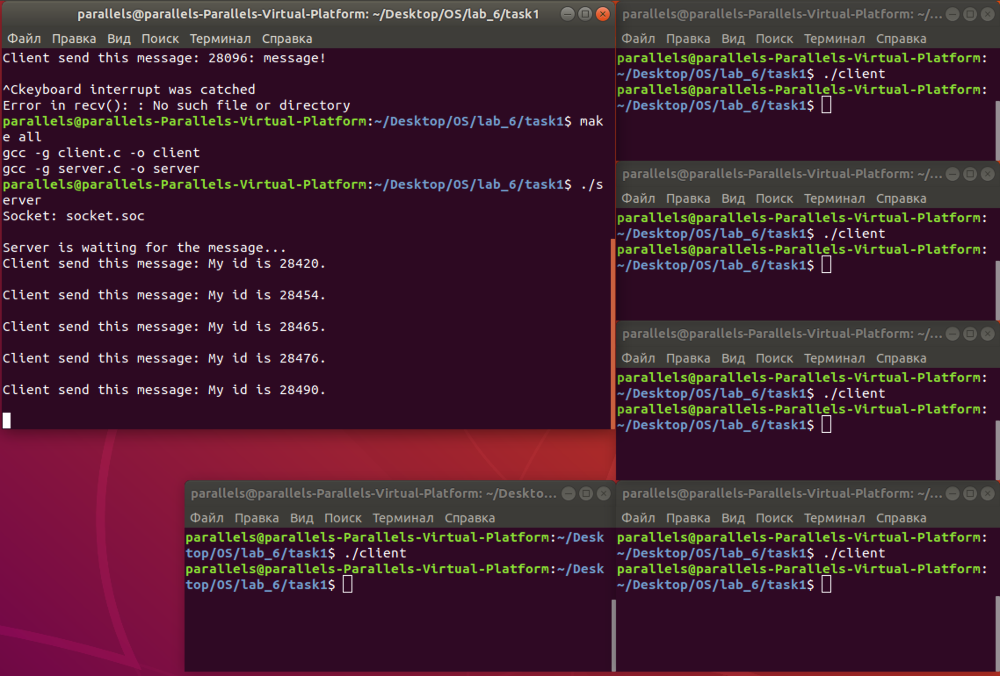 parallels@parallels-Parallels-Virtual-Platform: ~/Desktop/OS/lab_6/task1
Файл Правка Вид Поиск Терминал Справка
Client send this message: 28096: message!
^Ckeyboard interrupt was catched
Error in recv(): : No such file or directory
parallels@parallels-Parallels-Virtual-Platform:~/Desktop/OS/lab_6/task1$ mak
e all
gcc -g client.c -o client
gcc -g server.c -o server
parallels@parallels-Parallels-Virtual-Platform:~/Desktop/OS/lab_6/task1$ ./s
erver
Socket: socket.soc
Server is waiting for the message...
Client send this message: My id is 28420.
Client send this message: My id is 28454.
Client send this message: My id is 28465.
Client send this message: My id is 28476.
Client send this message: My id is 28490.
parallels@parallels-Parallels-Virtual-Platform: ~/...
Файл Правка Вид Поиск Терминал Справка
parallels@parallels-Parallels-Virtual-Platform:
~/Desktop/OS/lab_6/task1$ ./client
parallels@parallels-Parallels-Virtual-Platform:
~/Desktop/OS/lab_6/task1$
parallels@parallels-Parallels-Virtual-Platform: ~/...
Файл Правка Вид Поиск Терминал Справка
parallels@parallels-Parallels-Virtual-Platform:
~/Desktop/OS/lab_6/task1$ ./client
parallels@parallels-Parallels-Virtual-Platform:
~/Desktop/OS/lab_6/task1$
parallels@parallels-Parallels-Virtual-Platform: ~/...
Файл Правка Вид Поиск Терминал Справка
parallels@parallels-Parallels-Virtual-Platform:
~/Desktop/OS/lab_6/task1$ ./client
parallels@parallels-Parallels-Virtual-Platform:
~/Desktop/OS/lab_6/task1$
parallels@parallels-Parallels-Virtual-Platform: ~/Deskto...
Файл Правка Вид Поиск Терминал Справка
parallels@parallels-Parallels-Virtual-Platform:~/Desk
top/OS/lab_6/task1$ ./client
parallels@parallels-Parallels-Virtual-Platform:~/Desk
top/OS/lab_6/task1$
parallels@parallels-Parallels-Virtual-Platform: ~/...
Файл Правка Вид Поиск Терминал Справка
parallels@parallels-Parallels-Virtual-Platform:
~/Desktop/OS/lab_6/task1$ ./client
parallels@parallels-Parallels-Virtual-Platform:
~/Desktop/OS/lab_6/task1$